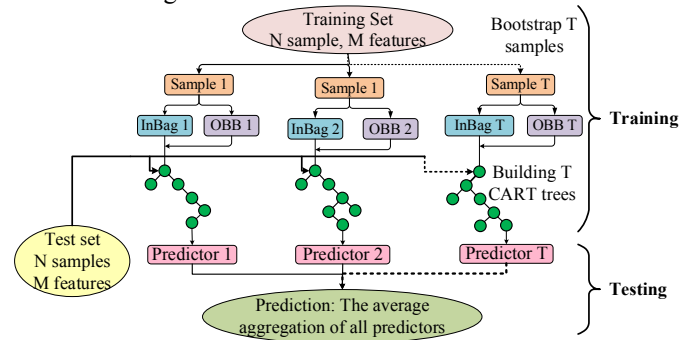 Training Set
N sample, M features
Bootstrap T
samples
Sample 1
Sample 1
Sample T
InBag 1
OBB 1
InBag 2
OBB 2
InBag T
OBB T
Training
Building T
CART trees
Test set
N samples
M features
Predictor 1
Predictor 2
Predictor T
Testing
Prediction: The average
aggregation of all predictors